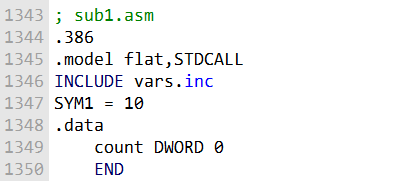 1343 ; sub1.asm
1344 .386
1345 .model flat,STDCALL
1346 INCLUDE vars.inc
1347 SYM1 = 10
1348 .data
1349     count DWORD 0
1350     END